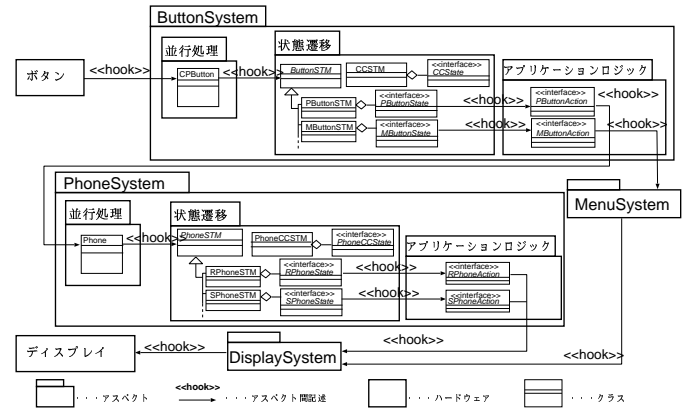 ButtonSystem
並行処理
状態遷移
アプリケーションロジック
ボタン
<<hook>>
CPButton
<<hook>>
ButtonSTM
CCSTM
<<interface>>
CCState
PButtonSTM
<<interface>>
PButtonState
<<hook>>
<<interface>>
PButtonAction
<<hook>>
MButtonSTM
<<interface>>
MButtonState
<<hook>>
<<interface>>
MButtonAction
<<hook>>
PhoneSystem
MenuSystem
並行処理
状態遷移
アプリケーションロジック
Phone
<<hook>>
PhoneSTM
PhoneCCSTM
<<interface>>
PhoneCCState
RPhoneSTM
<<interface>>
RPhoneState
<<hook>>
<<interface>>
RPhoneAction
SPhoneSTM
<<interface>>
SPhoneState
<<hook>>
<<interface>>
SPhoneAction
ディスプレイ
<<hook>>
DisplaySystem
<<hook>>
<<hook>>
・・・アスペクト
<<hook>>
・・・アスペクト間記述
・・・ハードウェア
・・・クラス